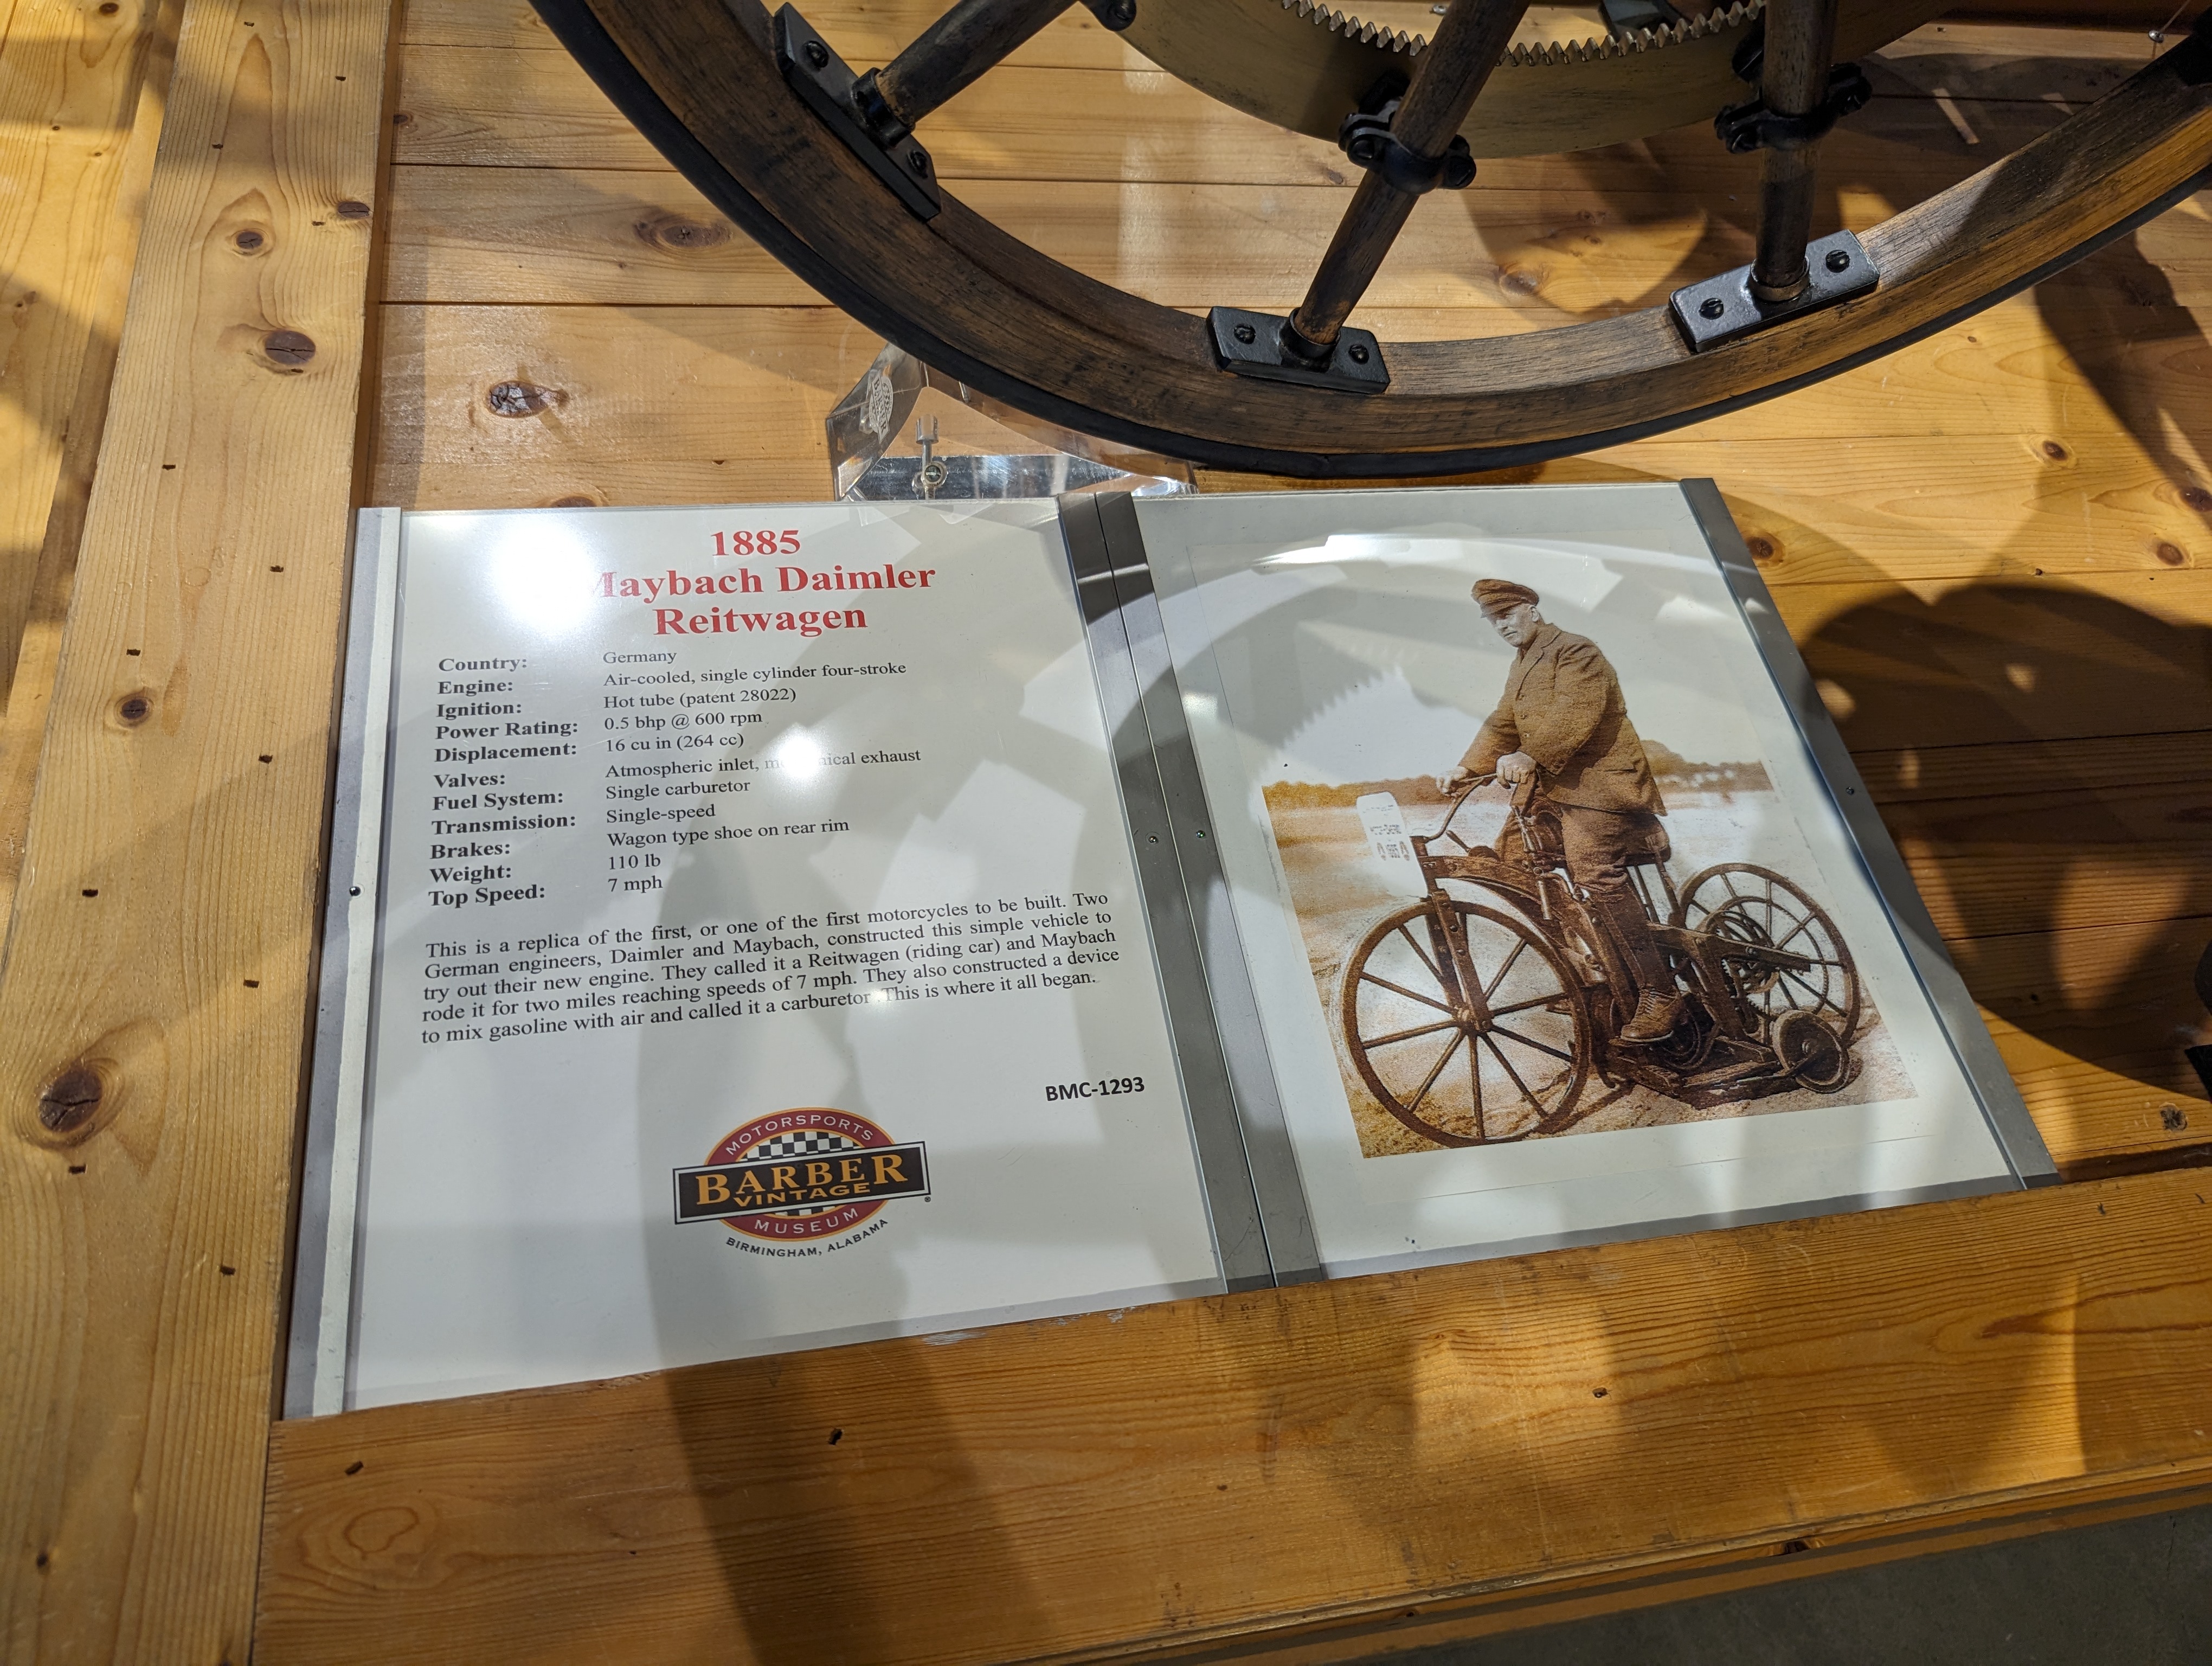 1885
Maybach Daimler
Reitwagen
Country: Germany
Engine: Air-cooled, single cylinder four-stroke
Ignition: Hot tube (patent 28022)
Power Rating: 0.5 bhp @ 600 rpm
Displacement: 16 cu in (264 cc)
Valves: Atmospheric inlet, mechanical exhaust
Fuel System: Single carburetor
Transmission: Single-speed
Brakes: Wagon type shoe on rear rim
Weight: 110 lb
Top Speed: 7 mph
This is a replica of the first, or one of the first motorcycles to be built. Two
German engineers, Daimler and Maybach, constructed this simple vehicle to
try out their new engine. They called it a Reitwagen (riding car) and Maybach
rode it for two miles reaching speeds of 7 mph. They also constructed a device
to mix gasoline with air and called it a carburetor. This is where it all began.
BMC-1293
MOTORSPORTS
BARBER
VINTAGE
MUSEUM
BIRMINGHAM, ALABAMA